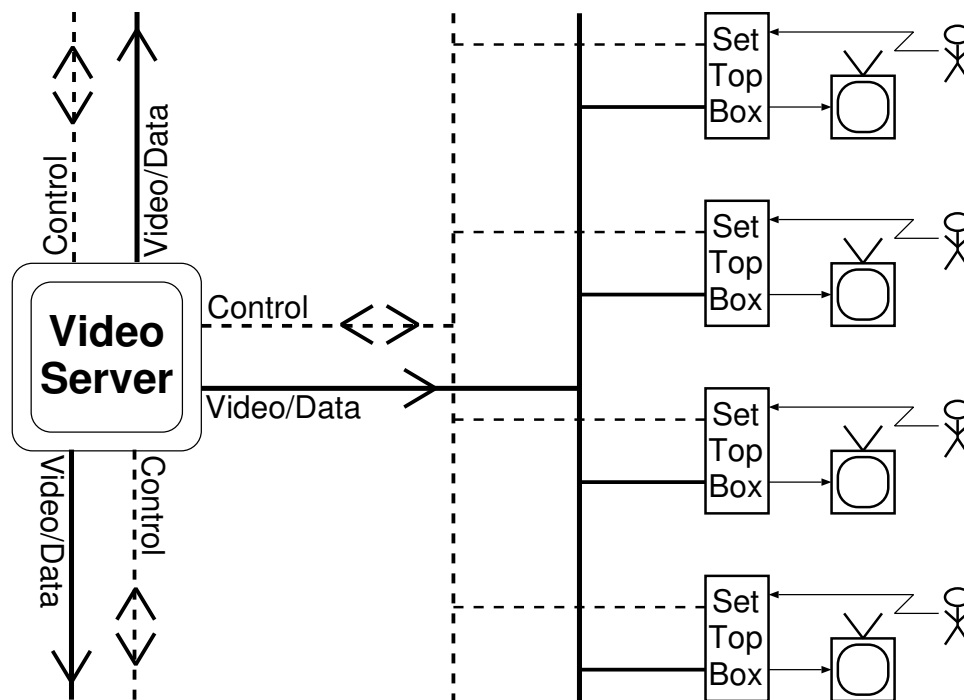 Control
Video/Data
Set
Top
Box
Set
Top
Box
Control
Video
Server
Video/Data
Set
Top
Box
Video/Data
Control
Set
Top
Box